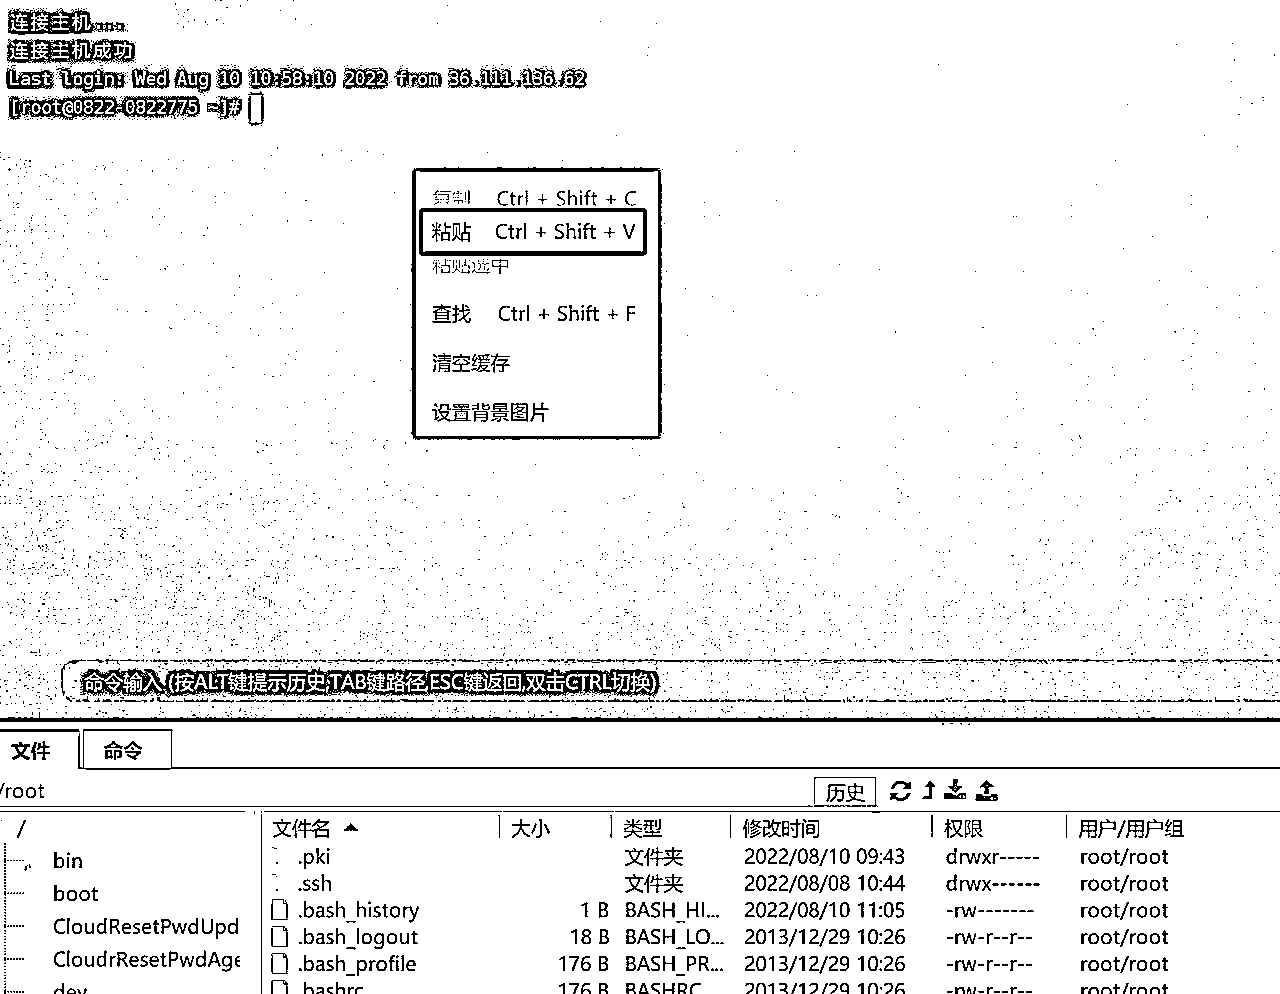 连接主机...
连接主机成功
Last login: Wed Aug 10 10:58:10 2022 from 36.111.136.62
[root@0822-0822775 ~]#
复制 Ctrl + Shift + C
粘贴 Ctrl + Shift + V
粘贴选中
查找 Ctrl + Shift + F
清空缓存
设置背景图片
命令输入 (按ALT键提示历史,TAB键路径,ESC键返回,双击CTRL切换)
文件 命令
/root 历史
/ 文件名 大小 类型 修改时间 权限 用户/用户组
.pki 文件夹 2022/08/10 09:43 drwxr----- root/root
bin
.ssh 文件夹 2022/08/08 10:44 drwx------ root/root
boot
.bash_history 1 B BASH_HI... 2022/08/10 11:05 -rw------- root/root
CloudResetPwdUpd
.bash_logout 18 B BASH_LO... 2013/12/29 10:26 -rw-r--r-- root/root
CloudrResetPwdAge
.bash_profile 176 B BASH_PR... 2013/12/29 10:26 -rw-r--r-- root/root
dev
.bashrc 176 B BASHRC 2013/12/29 10:26 -rw-r--r-- root/root